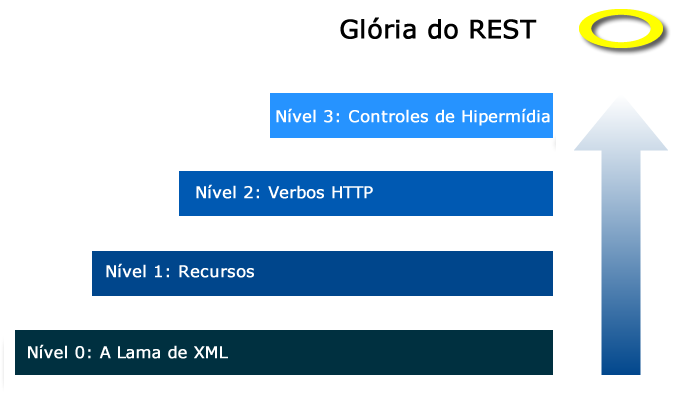 Glória do REST
Nível 3: Controles de Hipermídia
Nível 2: Verbos HTTP
Nível 1: Recursos
Nível 0: A Lama de XML